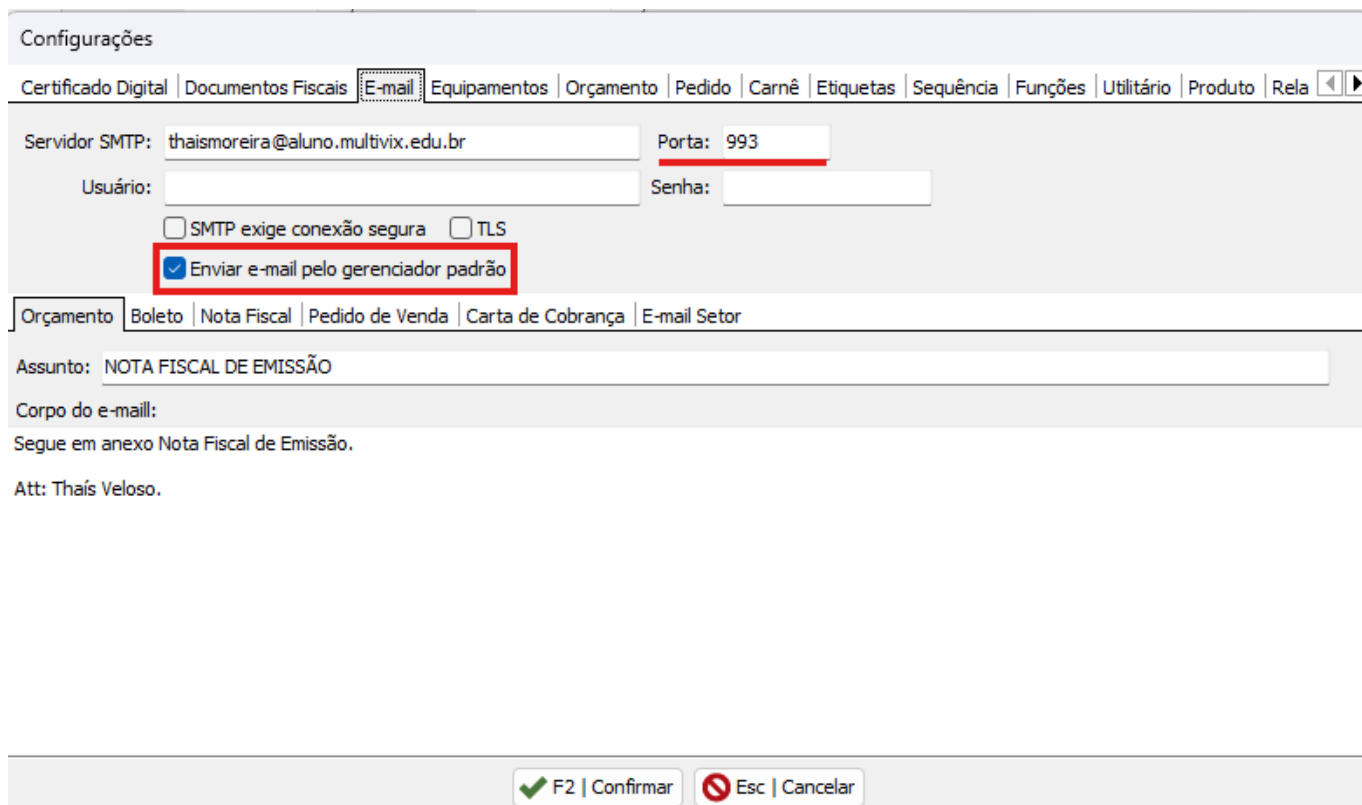 Configurações
Certificado Digital Documentos Fiscais E-mail Equipamentos Orçamento Pedido Carnê Etiquetas Sequência Funções Utilitário Produto Rela
Servidor SMTP: thaismoreira@aluno.multivix.edu.br Porta: 993
Usuário: Senha:
SMTP exige conexão segura TLS
Enviar e-mail pelo gerenciador padrão
Orçamento Boleto Nota Fiscal Pedido de Venda Carta de Cobrança E-mail Setor
Assunto: NOTA FISCAL DE EMISSÃO
Corpo do e-maill:
Segue em anexo Nota Fiscal de Emissão.
Att: Thaís Veloso.
F2 | Confirmar Esc | Cancelar